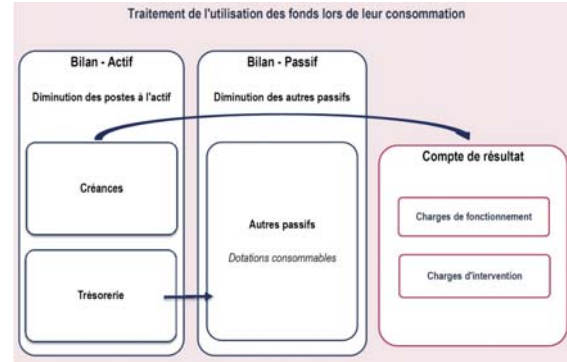 Traitement de l'utilisation des fonds lors de leur consommation
Bilan - Actif
Diminution des postes à l'actif
Créances
Trésorerie
Bilan - Passif
Diminution des autres passifs
Autres passifs
Dotations consommables
Compte de résultat
Charges de fonctionnement
Charges d'intervention